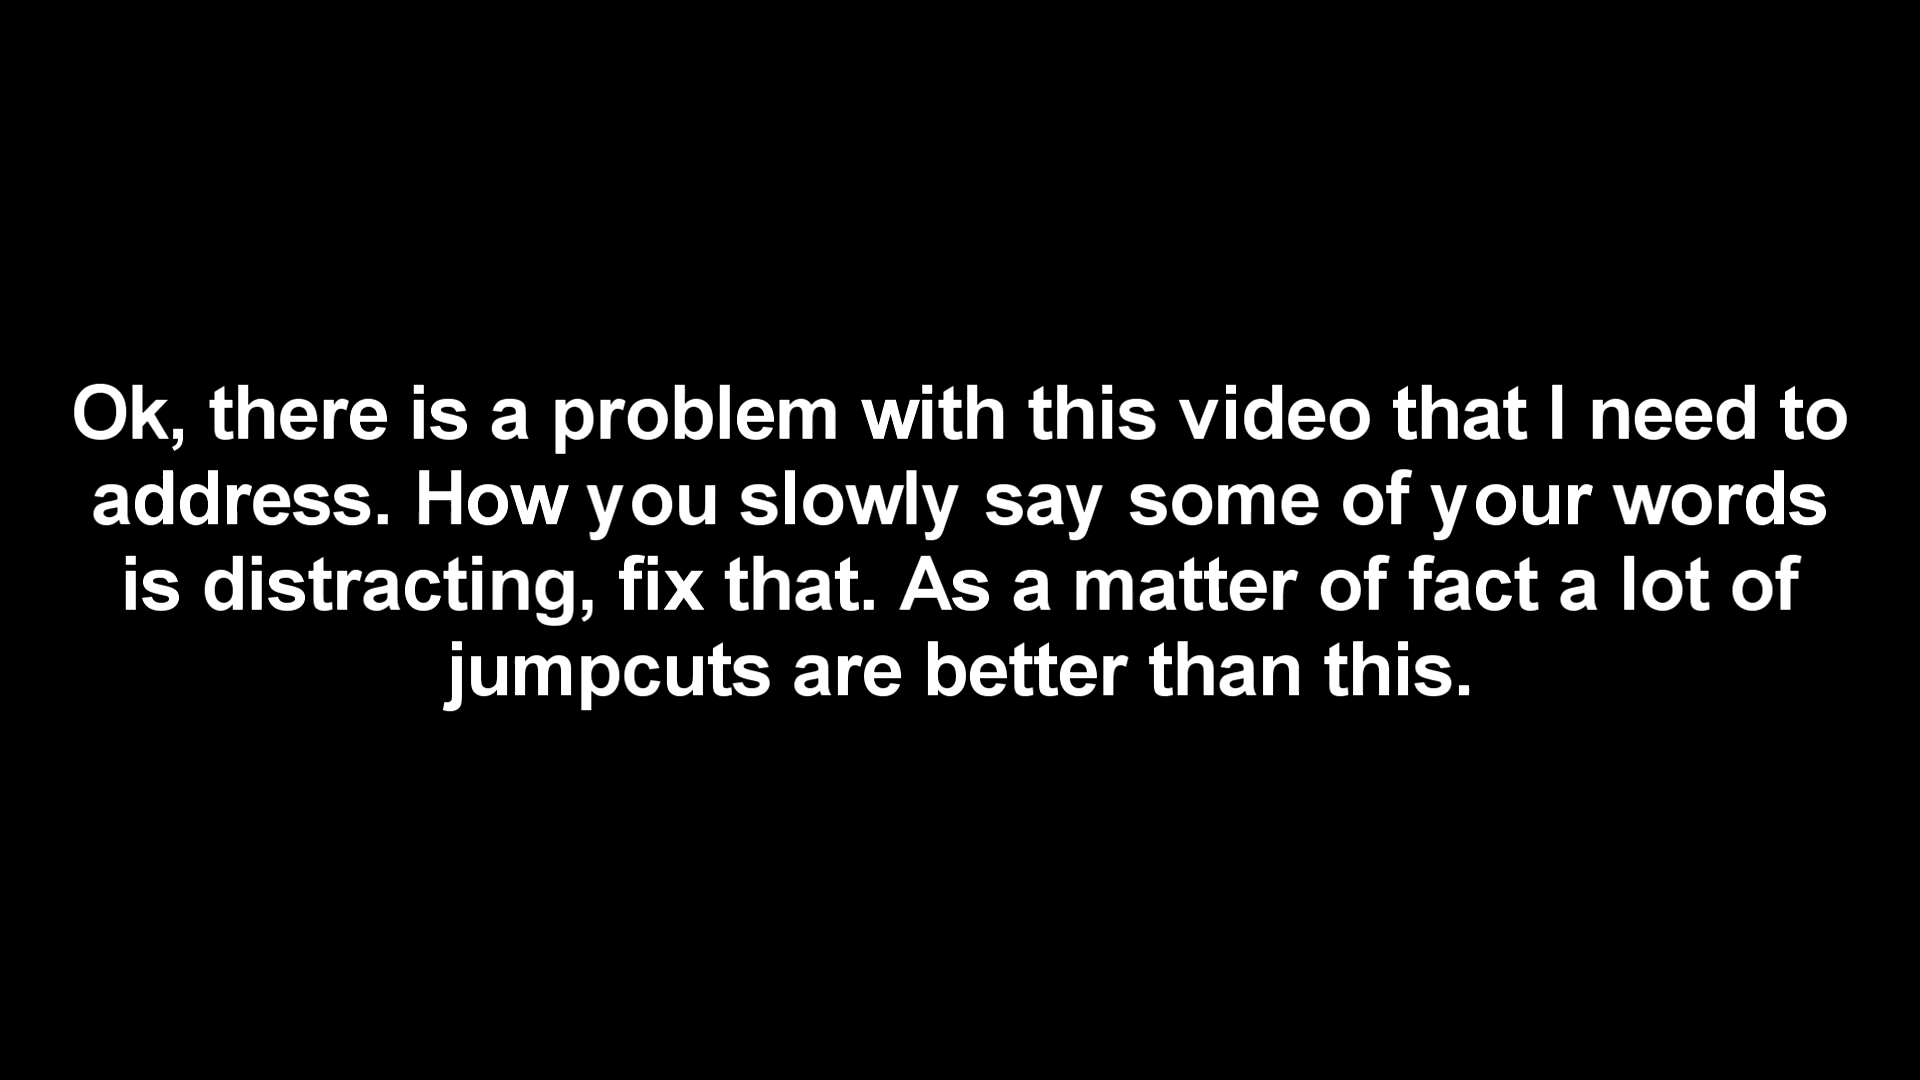 Ok, there is a problem with this video that I need to
address. How you slowly say some of your words
is distracting, fix that. As a matter of fact a lot of
jumpcuts are better than this.